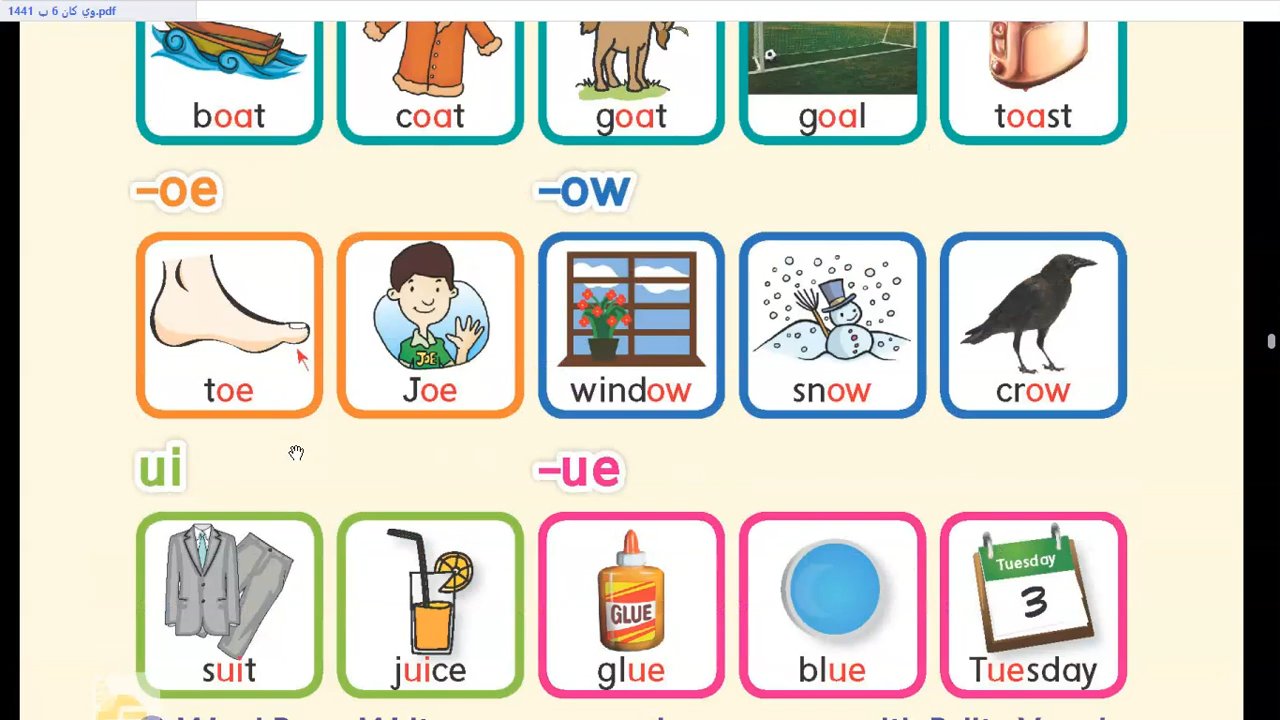 وي كان 6 ب 1441.pdf
boat coat goat goal toast
-oe -ow
JOE
toe Joe window snow crow
ui -ue
Tuesday
3
GLUE
suit juice glue blue Tuesday